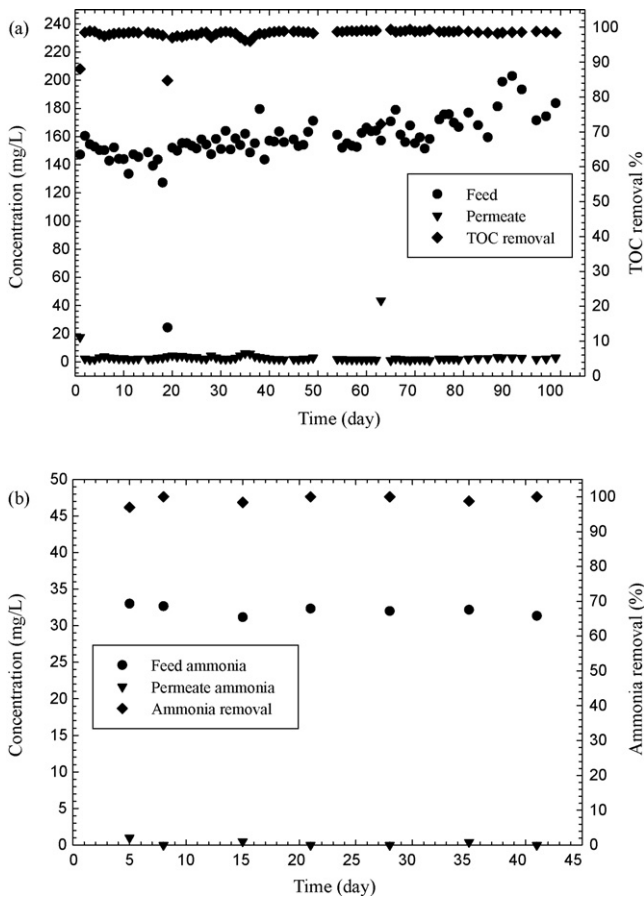 (a)
240
220
200
180
160
140
120
100
80
60
40
20
0
Concentration (mg/L)
100
90
80
70
60
50
40
30
20
10
0
TOC removal %
Feed
Permeate
TOC removal
0 10 20 30 40 50 60 70 80 90 100
Time (day)
(b)
50
45
40
35
30
25
20
15
10
5
0
Concentration (mg/L)
100
90
80
70
60
50
40
30
20
10
0
Ammonia removal (%)
Feed ammonia
Permeate ammonia
Ammonia removal
0 5 10 15 20 25 30 35 40 45
Time (day)